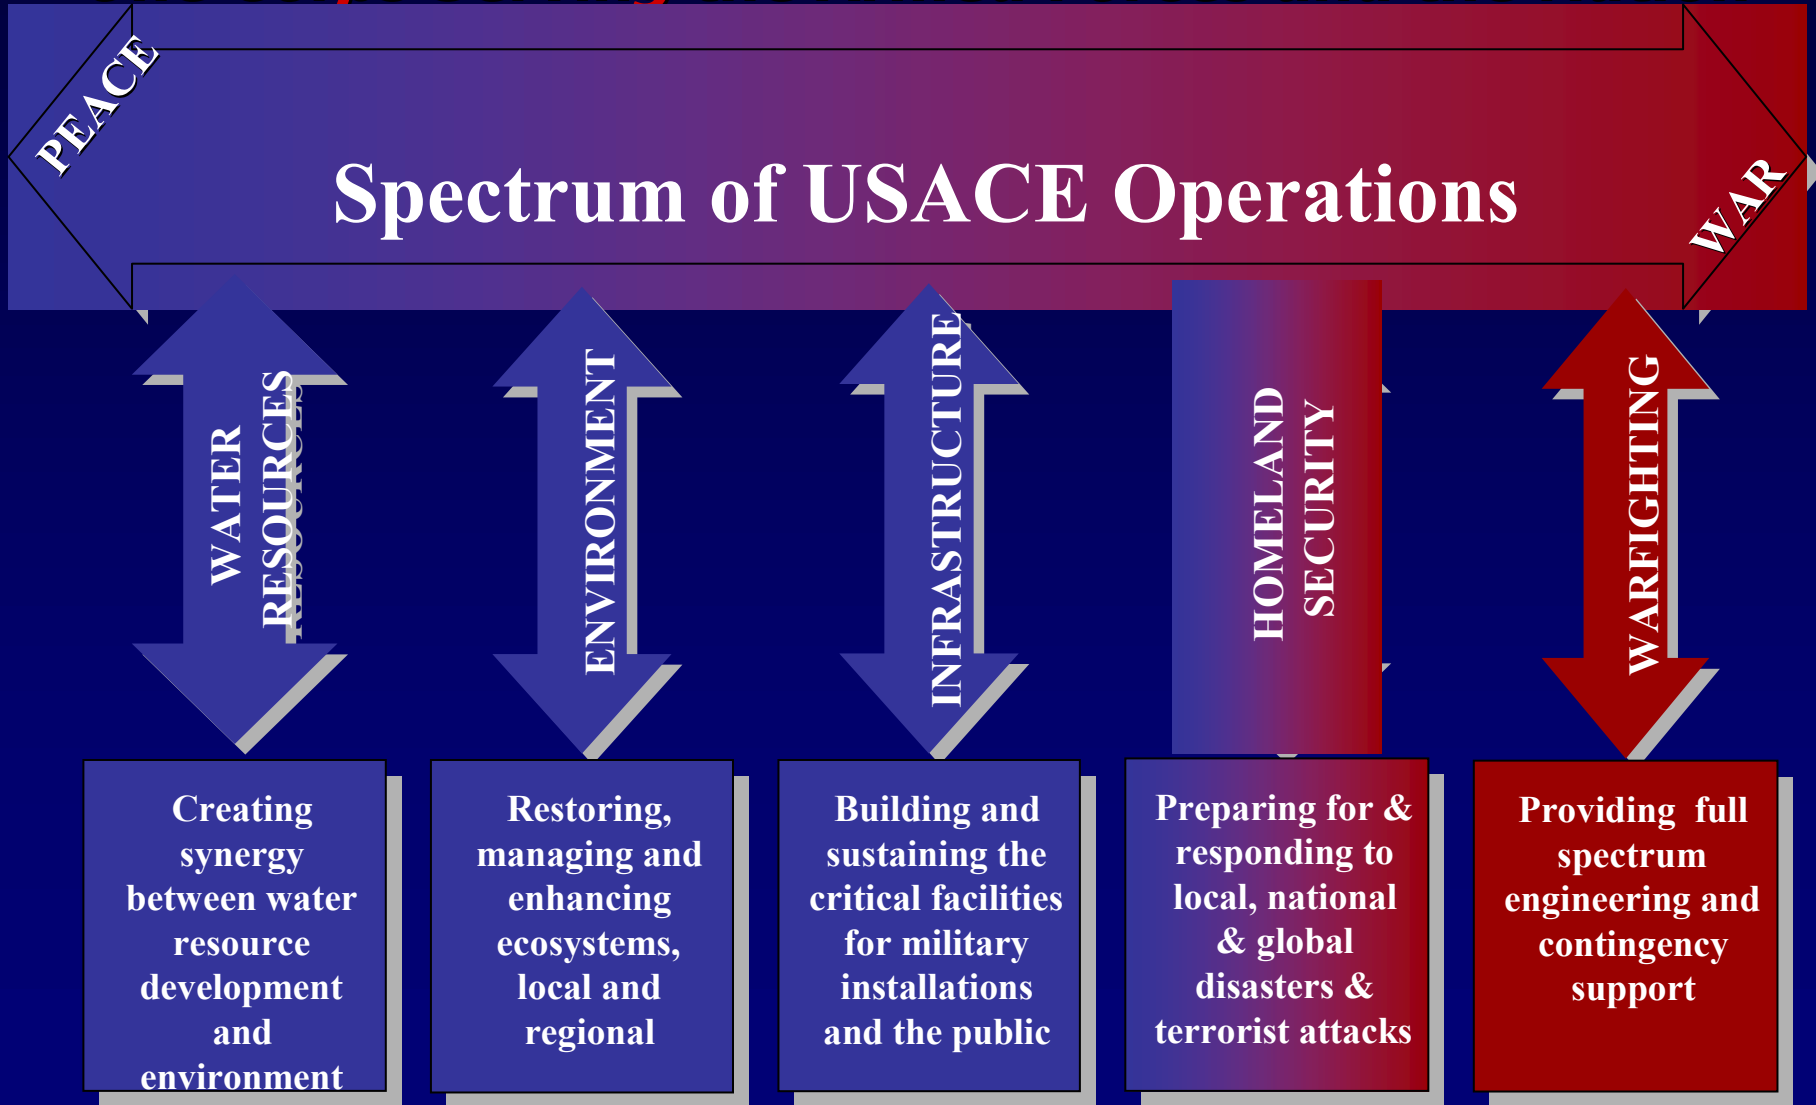 PEACE
Spectrum of USACE Operations
WAR
WATER
RESOURCES
ENVIRONMENT
INFRASTRUCTURE
HOMELAND
SECURITY
WARFIGHTING
Creating
synergy
between water
resource
development
and
environment
Restoring,
managing and
enhancing
ecosystems,
local and
regional
Building and
sustaining the
critical facilities
for military
installations
and the public
Preparing for &
responding to
local, national
& global
disasters &
terrorist attacks
Providing full
spectrum
engineering and
contingency
support